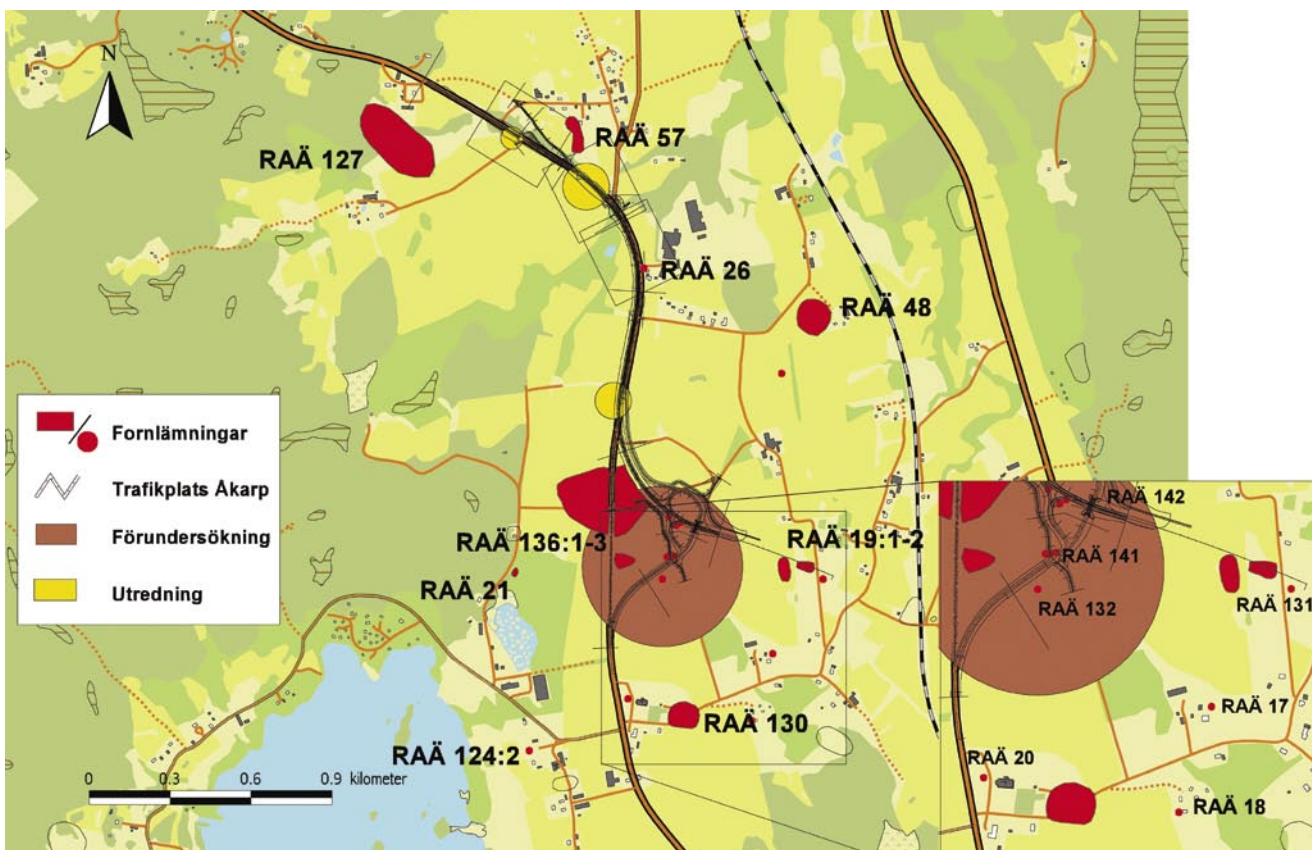 N
RAÄ 127
RAÄ 57
RAÄ 26
RAÄ 48
Fornlämningar
Trafikplats Åkarp
Förundersökning
Utredning
RAÄ 136:1-3
RAÄ 19:1-2
RAÄ 21
RAÄ 130
RAÄ 124:2
0 0.3 0.6 0.9 kilometer
RAÄ 142
RAÄ 141
RAÄ 131
RAÄ 132
RAÄ 17
RAÄ 20
RAÄ 18